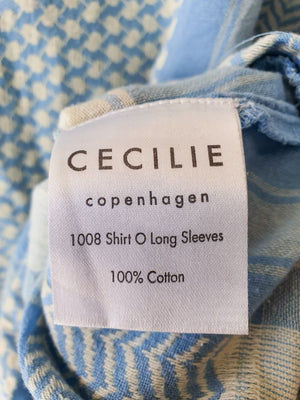 CECILIE
copenhagen
1008 Shirt O Long Sleeves
100% Cotton